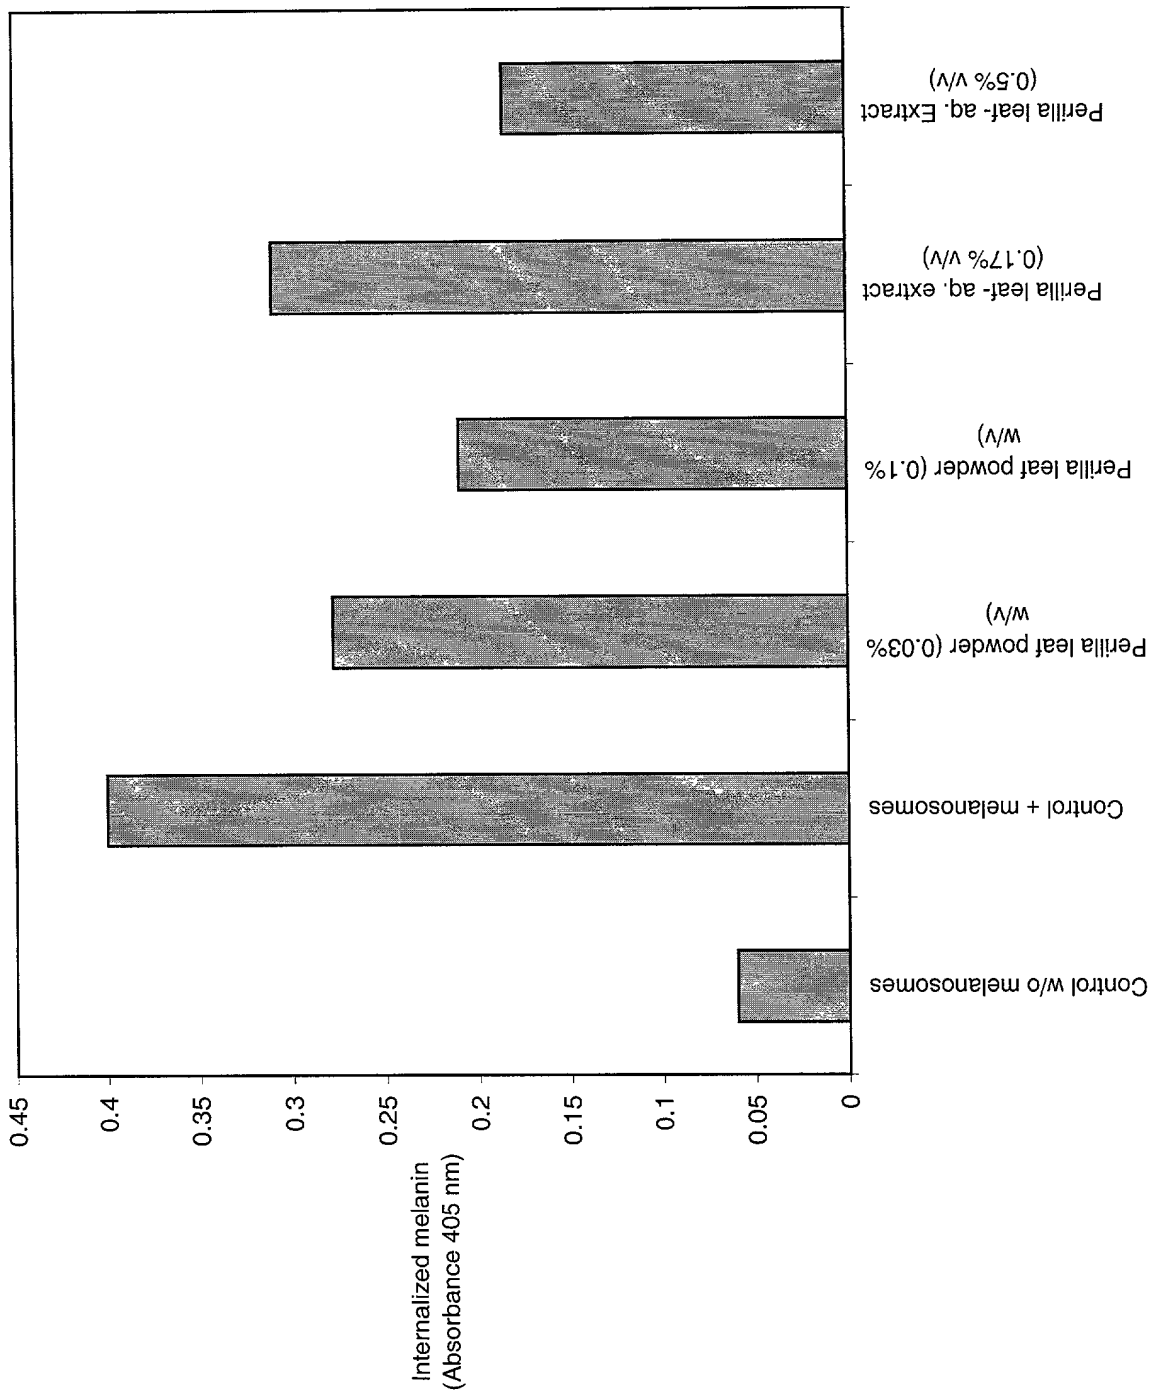 Internalized melanin
(Absorbance 405 nm)
0.45
0.4
0.35
0.3
0.25
0.2
0.15
0.1
0.05
0
Control w/o melanosomes
Control + melanosomes
Perilla leaf powder (0.03%
w/v)
Perilla leaf powder (0.1%
w/v)
Perilla leaf- aq. extract
(0.17% v/v)
Perilla leaf- aq. Extract
(0.5% v/v)